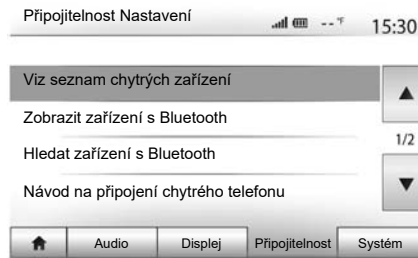 Připojitelnost Nastavení
-- °F 15:30
Viz seznam chytrých zařízení
Zobrazit zařízení s Bluetooth
Hledat zařízení s Bluetooth
1/2
Návod na připojení chytrého telefonu
Audio Displej Připojitelnost Systém